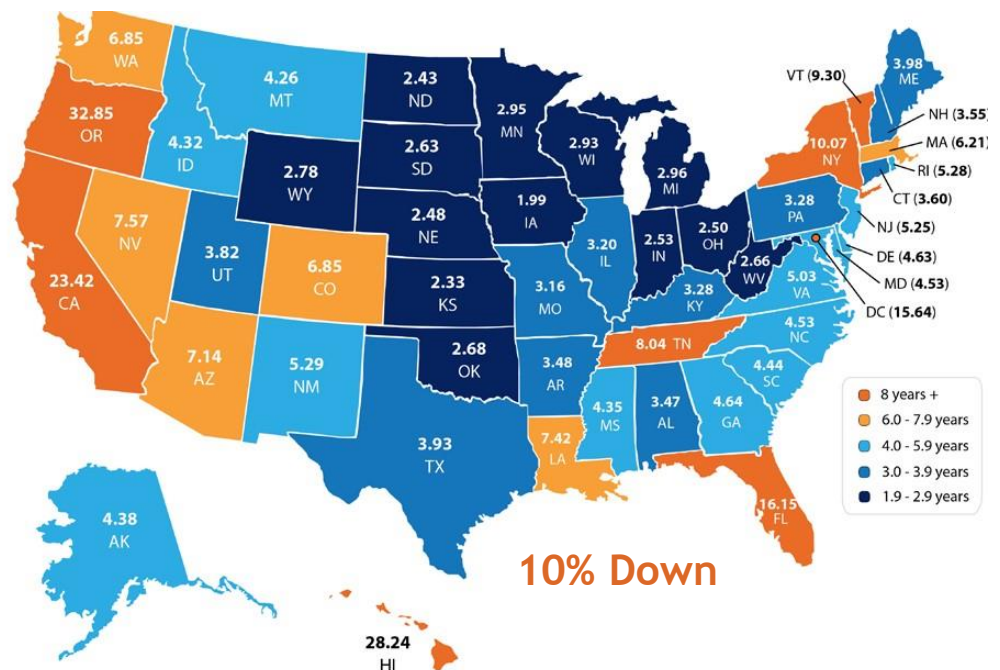 6.85
WA
32.85
OR
4.32
ID
4.26
MT
2.43
ND
2.95
MN
2.93
WI
2.96
MI
VT (9.30)
3.98
ME
NH (3.55)
MA (6.21)
RI (5.28)
CT (3.60)
NJ (5.25)
DE (4.63)
MD (4.53)
DC (15.64)
10.07
NY
3.28
PA
2.63
SD
2.78
WY
7.57
NV
23.42
CA
3.82
UT
6.85
CO
2.48
NE
1.99
IA
3.20
IL
2.53
IN
2.50
OH
2.66
WV
5.03
VA
2.33
KS
3.16
MO
3.28
KY
4.53
NC
8.04 TN
4.44
SC
7.14
AZ
5.29
NM
2.68
OK
3.48
AR
4.35
MS
3.47
AL
4.64
GA
3.93
TX
7.42
LA
16.15
FL
8 years +
6.0 - 7.9 years
4.0 - 5.9 years
3.0 - 3.9 years
1.9 - 2.9 years
4.38
AK
28.24
HI
10% Down